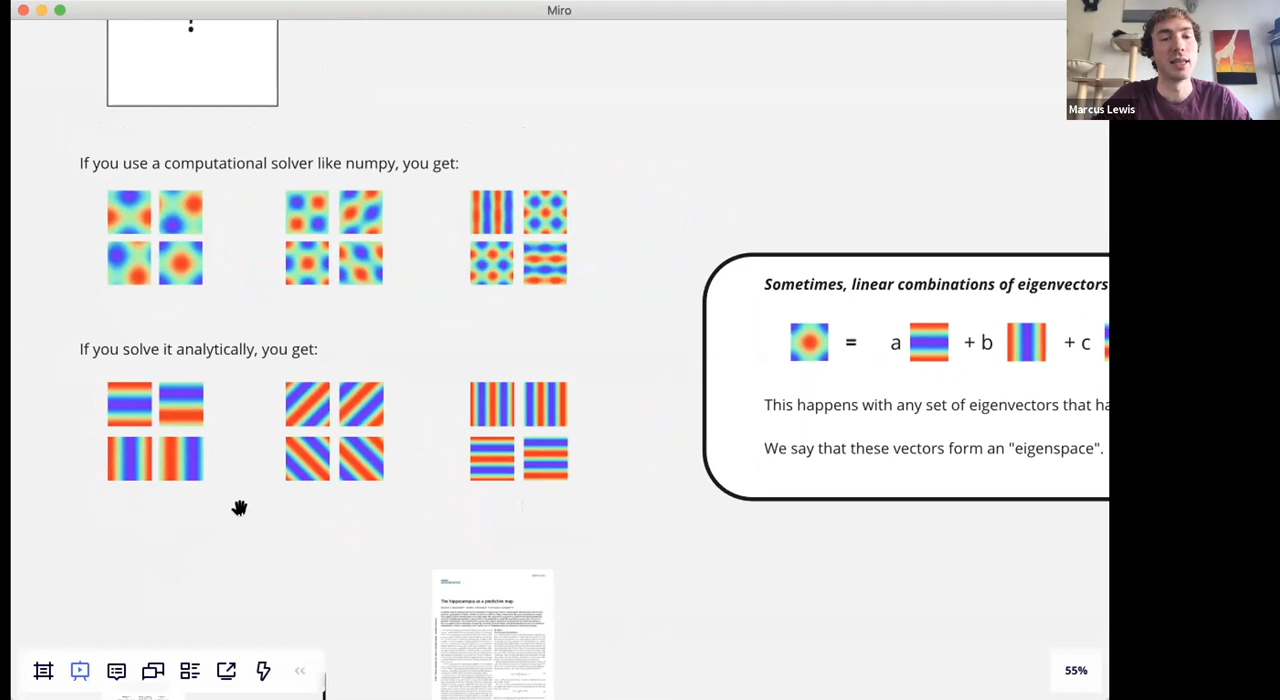 Miro
Marcus Lewis
If you use a computational solver like numpy, you get:
If you solve it analytically, you get:
Sometimes, linear combinations of eigenvectors
= a + b + c
This happens with any set of eigenvectors that ha
We say that these vectors form an "eigenspace".
The hippocampus as a predictive map
55%